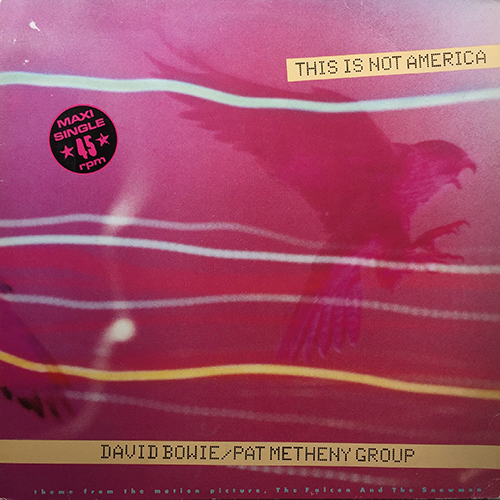 THIS IS NOT AMERICA
MAXI
SINGLE
45
rpm
DAVID BOWIE/PAT METHENY GROUP
theme from the motion picture, The Falcon And The Snowman